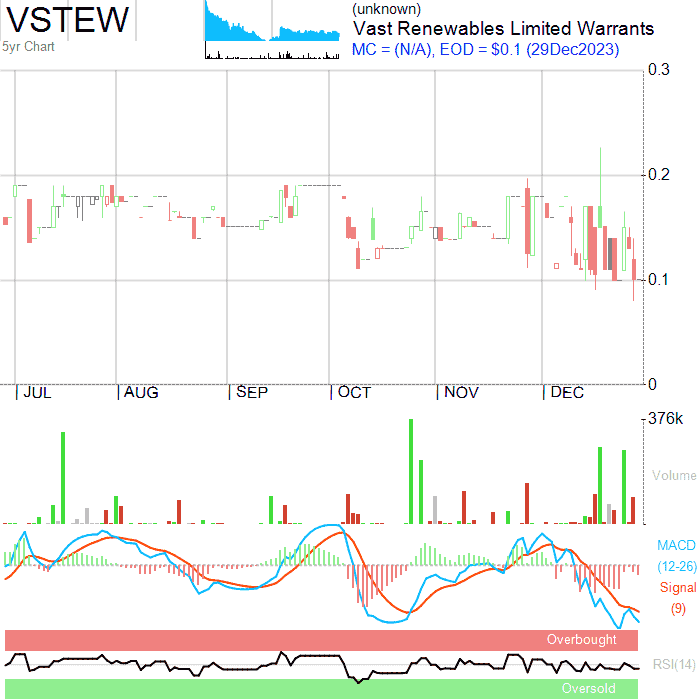 VSTEW
5yr Chart
(unknown)
Vast Renewables Limited Warrants
MC = (N/A), EOD = $0.1 (29Dec2023)
0.3
0.2
0.1
0
JUL AUG SEP OCT NOV DEC
376k
Volume
MACD
(12-26)
Signal
(9)
Overbought
RSI(14)
Oversold